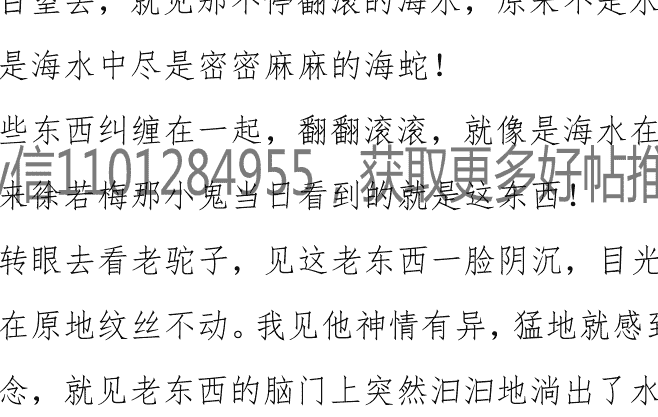 目望去，就见那不停翻滚的海水，原来不是水
是海水中尽是密密麻麻的海蛇！
些东西纠缠在一起，翻翻滚滚，就像是海水在
信1101284955，获取更多好帖推
来徐若梅那小鬼当日看到的就是这东西！
转眼去看老驼子，见这老东西一脸阴沉，目光
在原地纹丝不动。我见他神情有异，猛地就感到
念，就见老东西的脑门上突然汩汩地淌出了水